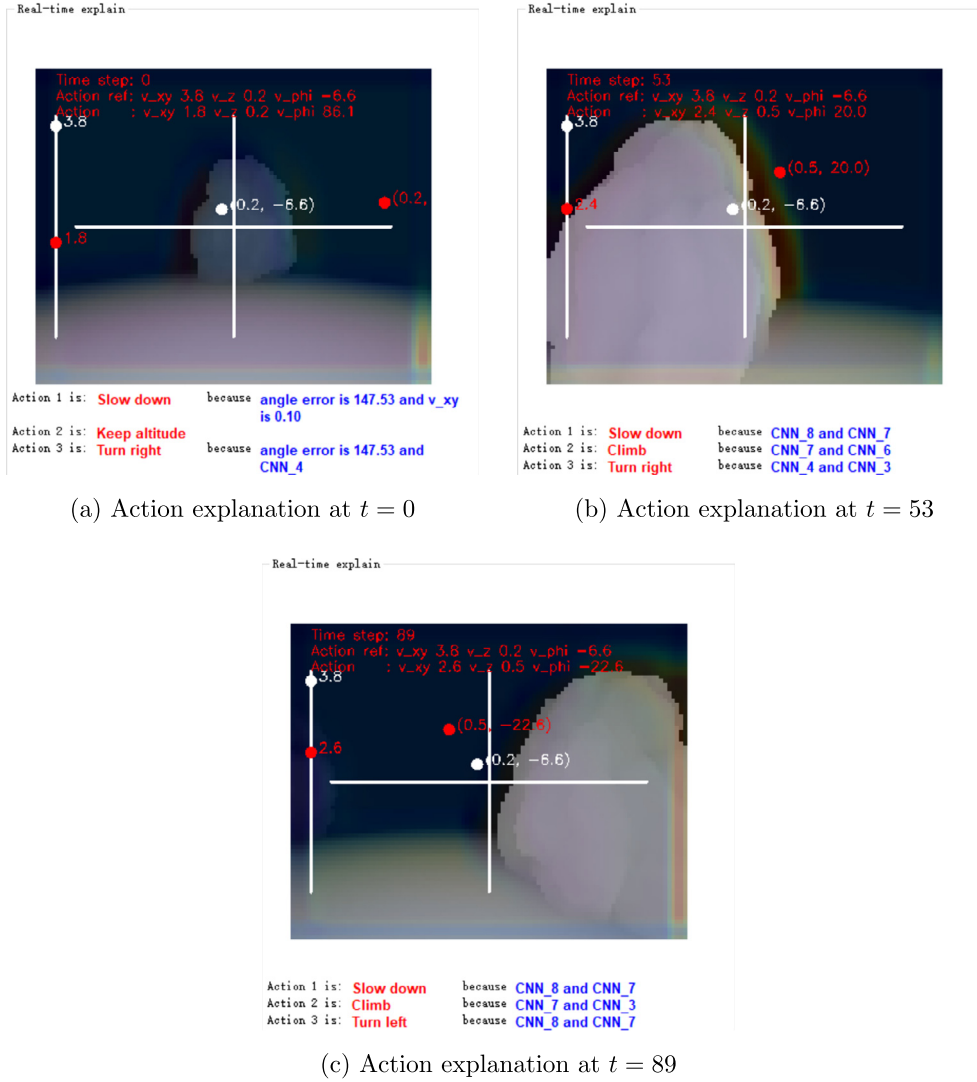 Real-time explain
Time step: 0
Action ref: v_xy 3.8 v_z 0.2 v_phi -6.6
Action : v_xy 1.8 v_z 0.2 v_phi 86.1
3.8
(0.2, -6.6)
(0.2,
1.8
Action 1 is: Slow down because angle error is 147.53 and v_xy
is 0.10
Action 2 is: Keep altitude
Action 3 is: Turn right because angle error is 147.53 and
CNN_4
(a) Action explanation at t = 0
Real-time explain
Time step: 53
Action ref: v_xy 3.8 v_z 0.2 v_phi -6.6
Action : v_xy 2.4 v_z 0.5 v_phi 20.0
3.8
(0.5, 20.0)
(0.2, -6.6)
2.4
Action 1 is: Slow down because CNN_8 and CNN_7
Action 2 is: Climb because CNN_7 and CNN_6
Action 3 is: Turn right because CNN_4 and CNN_3
(b) Action explanation at t = 53
Real-time explain
Time step: 89
Action ref: v_xy 3.8 v_z 0.2 v_phi -6.6
Action : v_xy 2.6 v_z 0.5 v_phi -22.6
3.8
(0.5, -22.6)
2.6
(0.2, -6.6)
Action 1 is: Slow down because CNN_8 and CNN_7
Action 2 is: Climb because CNN_7 and CNN_3
Action 3 is: Turn left because CNN_8 and CNN_7
(c) Action explanation at t = 89